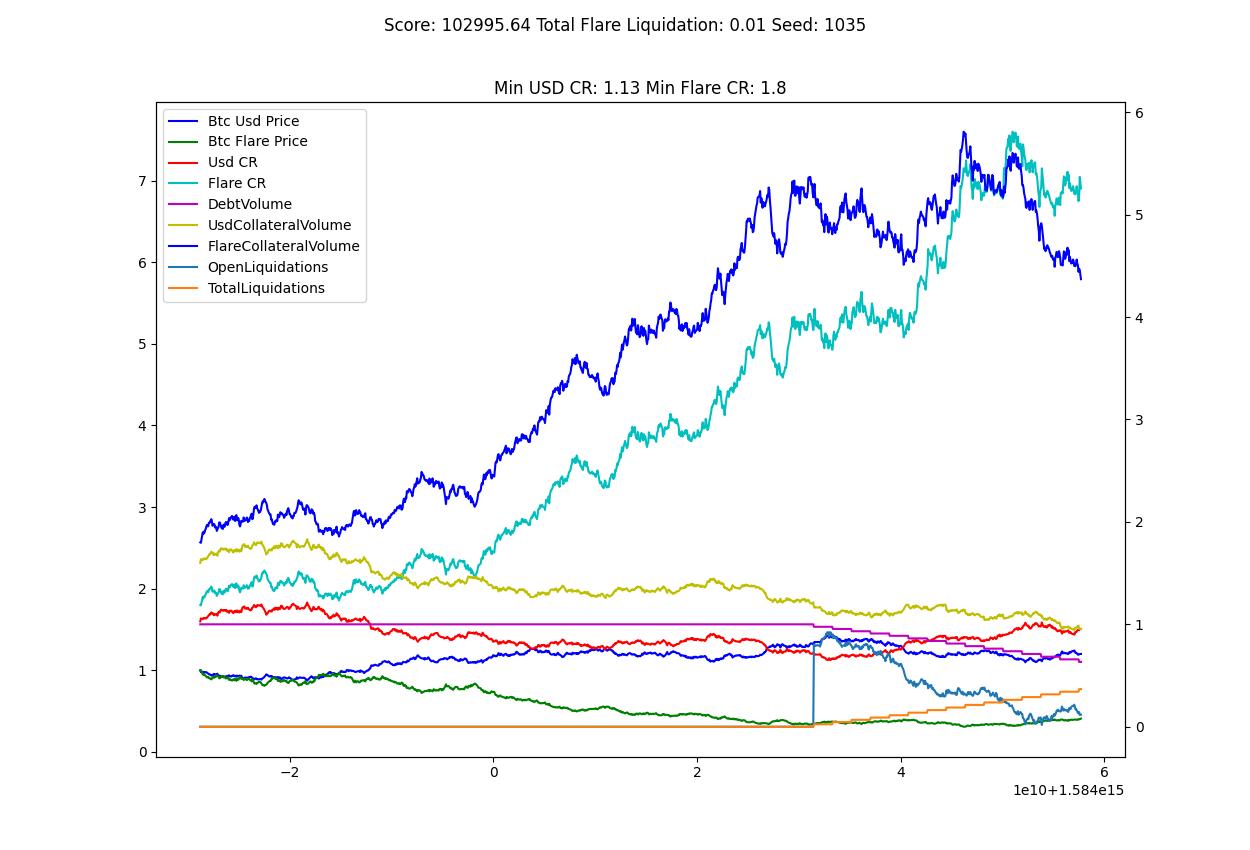 Score: 102995.64 Total Flare Liquidation: 0.01 Seed: 1035
Min USD CR: 1.13 Min Flare CR: 1.8
Btc Usd Price
Btc Flare Price
Usd CR
Flare CR
DebtVolume
UsdCollateralVolume
FlareCollateralVolume
OpenLiquidations
TotalLiquidations
7
6
5
4
3
2
1
0
6
5
4
3
2
1
0
−2
0
2
4
6
1e10+1.584e15